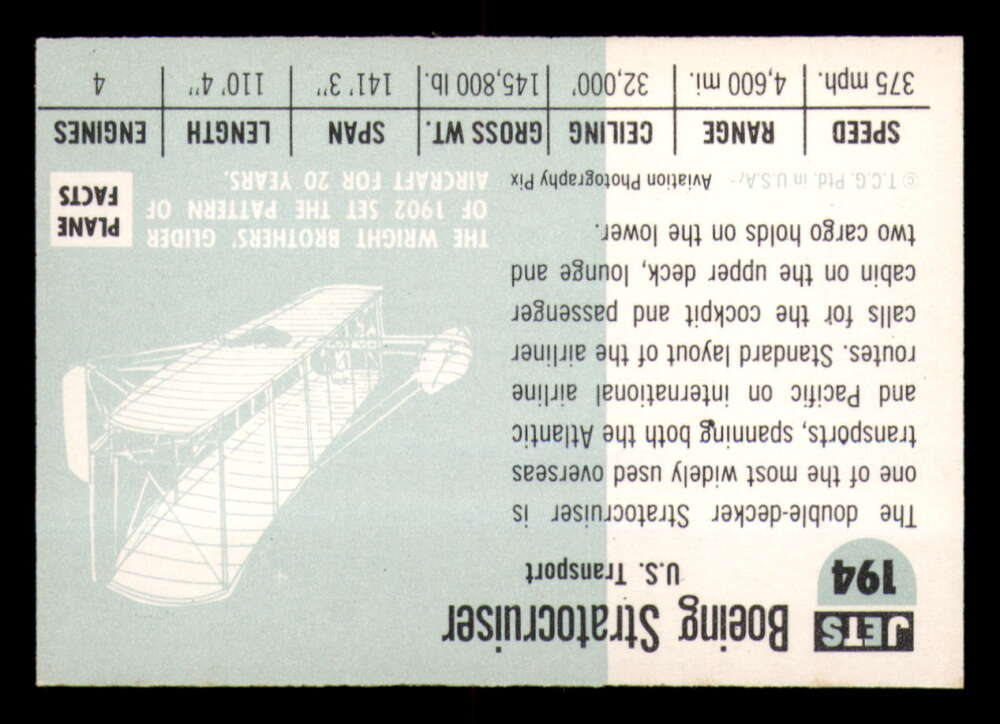 JETS
194
Boeing Stratocruiser
U.S. Transport
The double-decker Stratocruiser is
one of the most widely used overseas
transports, spanning both the Atlantic
and Pacific on international airline
routes. Standard layout of the airliner
calls for the cockpit and passenger
cabin on the upper deck, lounge and
two cargo holds on the lower.
© T.C.G. Ptd. in U.S.A. Aviation Photography Pix
PLANE
FACTS
THE WRIGHT BROTHERS' GLIDER
OF 1902 SET THE PATTERN OF
AIRCRAFT FOR 20 YEARS.
SPEED RANGE CEILING GROSS WT. SPAN LENGTH ENGINES
375 mph. 4,600 mi. 32,000' 145,800 lb. 141' 3" 110' 4" 4